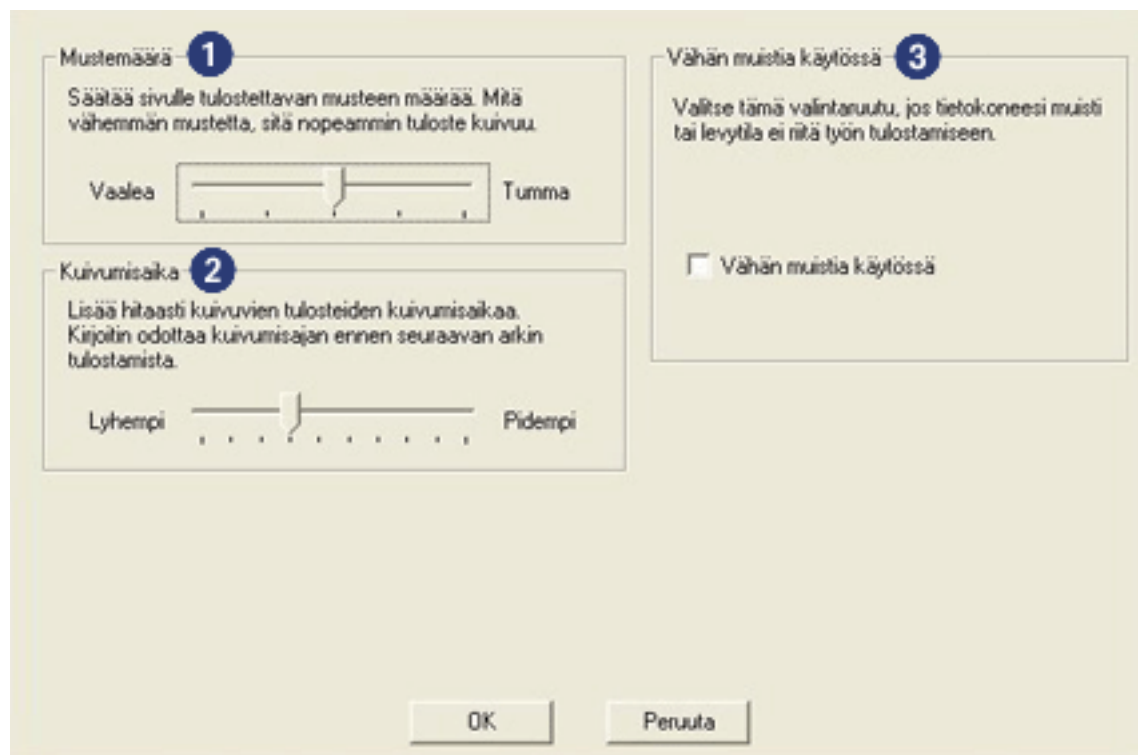 Mustemäärä 1
Säätää sivulle tulostettavan musteen määrää. Mitä
vähemmän mustetta, sitä nopeammin tuloste kuivuu.
Vaalea Tumma
Kuivumisaika 2
Lisää hitaasti kuivuvien tulosteiden kuivumisaikaa.
Kirjoitin odottaa kuivumisajan ennen seuraavan arkin
tulostamista.
Lyhempi Pidempi
Vähän muistia käytössä 3
Valitse tämä valintaruutu, jos tietokoneesi muisti
tai levytila ei riitä työn tulostamiseen.
Vähän muistia käytössä
OK Peruuta